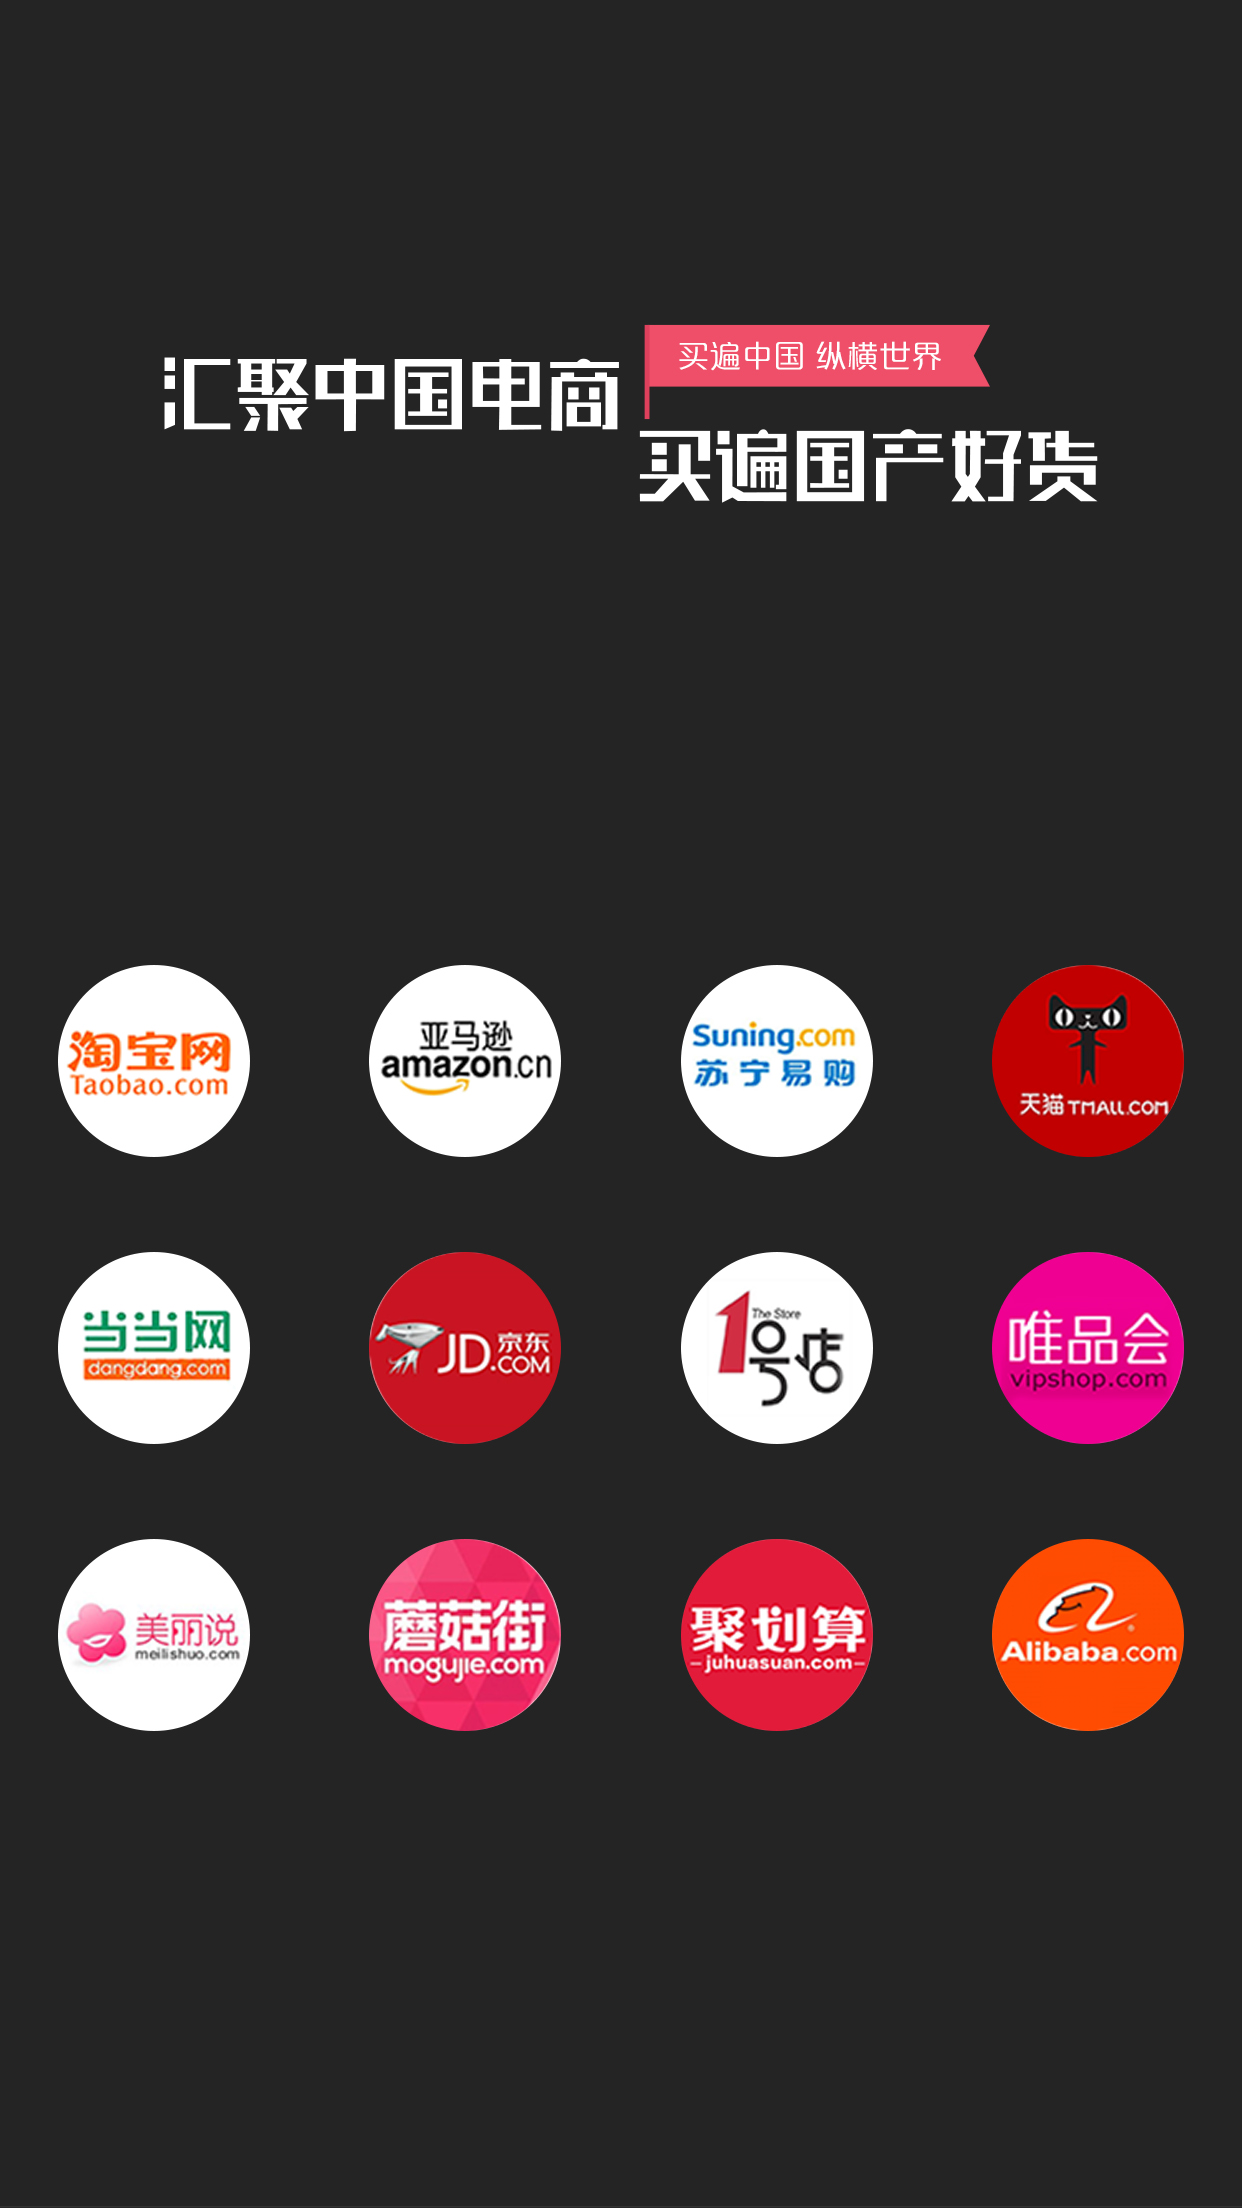 买遍中国 纵横世界
汇聚中国电商
买遍国产好货
淘宝网
Taobao.com
亚马逊
amazon.cn
Suning.com
苏宁易购
天猫 TMALL.COM
当当网
dangdang.com
JD.COM 京东
The Store
1号店
唯品会
vipshop.com
美丽说
meilishuo.com
蘑菇街
mogujie.com
聚划算
juhuasuan.com
Alibaba.com